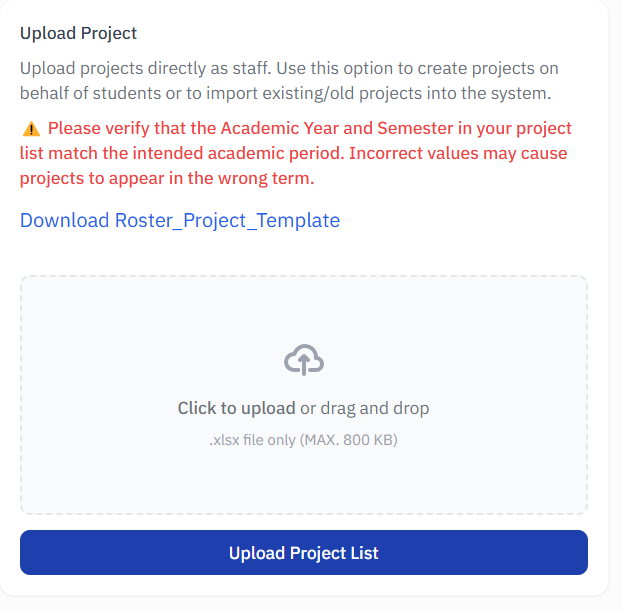 Upload Project
Upload projects directly as staff. Use this option to create projects on
behalf of students or to import existing/old projects into the system.
⚠️ Please verify that the Academic Year and Semester in your project
list match the intended academic period. Incorrect values may cause
projects to appear in the wrong term.
Download Roster_Project_Template
Click to upload or drag and drop
.xlsx file only (MAX. 800 KB)
Upload Project List